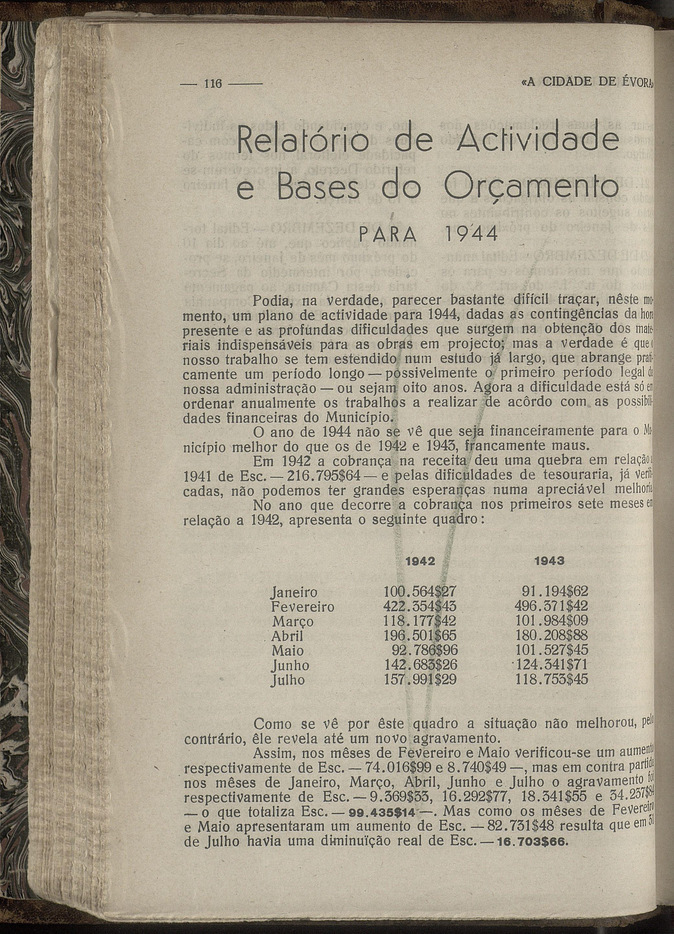 — 116 —
«A CIDADE DE ÉVORA»
Relatório de Actividade
e Bases do Orçamento
PARA 1944
Podia, na verdade, parecer bastante difícil traçar, nêste mo-
mento, um plano de actividade para 1944, dadas as contingências da hora
presente e as profundas dificuldades que surgem na obtenção dos mate-
riais indispensáveis para as obras em projecto; mas a verdade é que o
nosso trabalho se tem estendido num estudo já largo, que abrange prati-
camente um período longo — possivelmente o primeiro período legal da
nossa administração — ou sejam oito anos. Agora a dificuldade está só em
ordenar anualmente os trabalhos a realizar de acôrdo com as possibili-
dades financeiras do Município.
O ano de 1944 não se vê que seja financeiramente para o Mu-
nicípio melhor do que os de 1942 e 1943, francamente maus.
Em 1942 a cobrança na receita deu uma quebra em relação a
1941 de Esc. — 216.795$64 — e pelas dificuldades de tesouraria, já verifi-
cadas, não podemos ter grandes esperanças numa apreciável melhoria.
No ano que decorre a cobrança nos primeiros sete meses em
relação a 1942, apresenta o seguinte quadro:
1942 1943
Janeiro 100.564$27 91.194$62
Fevereiro 422.354$43 496.371$42
Março 118.177$42 101.984$09
Abril 196.501$65 180.208$88
Maio 92.786$96 101.527$45
Junho 142.683$26 124.341$71
Julho 157.991$29 118.753$45
Como se vê por êste quadro a situação não melhorou, pelo
contrário, êle revela até um novo agravamento.
Assim, nos mêses de Fevereiro e Maio verificou-se um aumento
respectivamente de Esc. — 74.016$99 e 8.740$49 —, mas em contra partida
nos mêses de Janeiro, Março, Abril, Junho e Julho o agravamento foi
respectivamente de Esc. — 9.369$33, 16.292$77, 18.341$55 e 34.237$84
— o que totaliza Esc. — 99.435$14 —. Mas como os mêses de Fevereiro
e Maio apresentaram um aumento de Esc. — 82.731$48 resulta que em 31
de Julho havia uma diminuïção real de Esc. — 16.703$66.